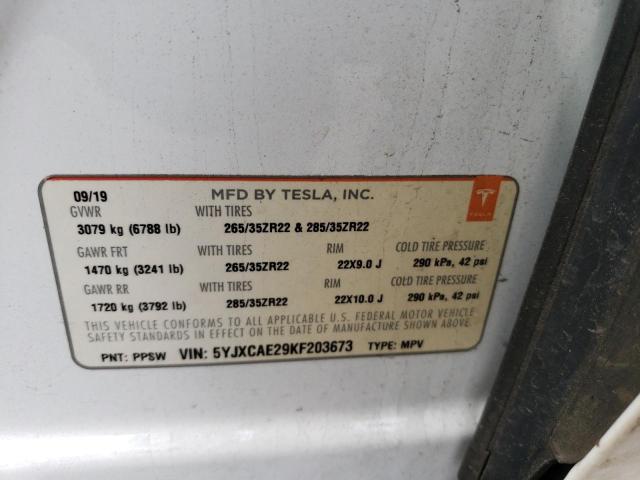 09/19 MFD BY TESLA, INC.
GVWR WITH TIRES
3079 kg (6788 lb) 265/35ZR22 & 285/35ZR22
TESLA
GAWR FRT WITH TIRES RIM COLD TIRE PRESSURE
1470 kg (3241 lb) 265/35ZR22 22X9.0 J 290 kPa, 42 psi
GAWR RR WITH TIRES RIM COLD TIRE PRESSURE
1720 kg (3792 lb) 285/35ZR22 22X10.0 J 290 kPa, 42 psi
THIS VEHICLE CONFORMS TO ALL APPLICABLE U.S. FEDERAL MOTOR VEHICLE
SAFETY STANDARDS IN EFFECT ON THE DATE OF MANUFACTURE SHOWN ABOVE.
PNT: PPSW VIN: 5YJXCAE29KF203673 TYPE: MPV